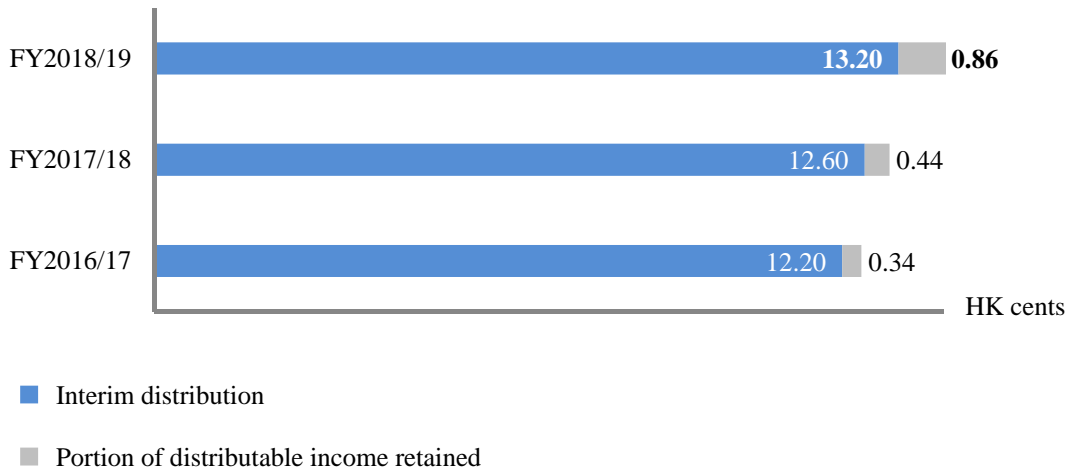 FY2018/19 13.20 0.86
FY2017/18 12.60 0.44
FY2016/17 12.20 0.34
HK cents
Interim distribution
Portion of distributable income retained